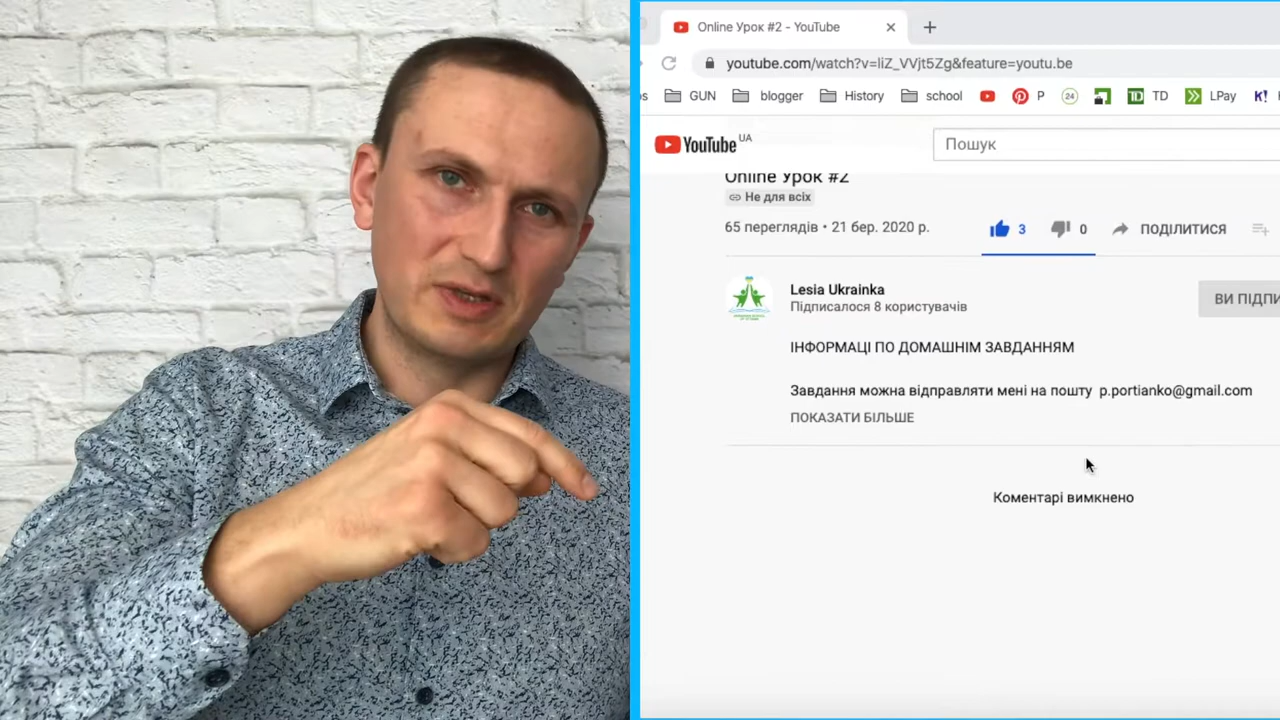 Online Урок #2 - YouTube
youtube.com/watch?v=liZ_VVjt5Zg&feature=youtu.be
GUN blogger History school P 24 TD TD LPay K!
YouTube UA
Пошук
Online Урок #2
Не для всіх
65 переглядів • 21 бер. 2020 р. 3 0 ПОДІЛИТИСЯ
Lesia Ukrainka
Підписалося 8 користувачів
ВИ ПІДПИ
ІНФОРМАЦІ ПО ДОМАШНІМ ЗАВДАННЯМ
Завдання можна відправляти мені на пошту p.portianko@gmail.com
ПОКАЗАТИ БІЛЬШЕ
Коментарі вимкнено